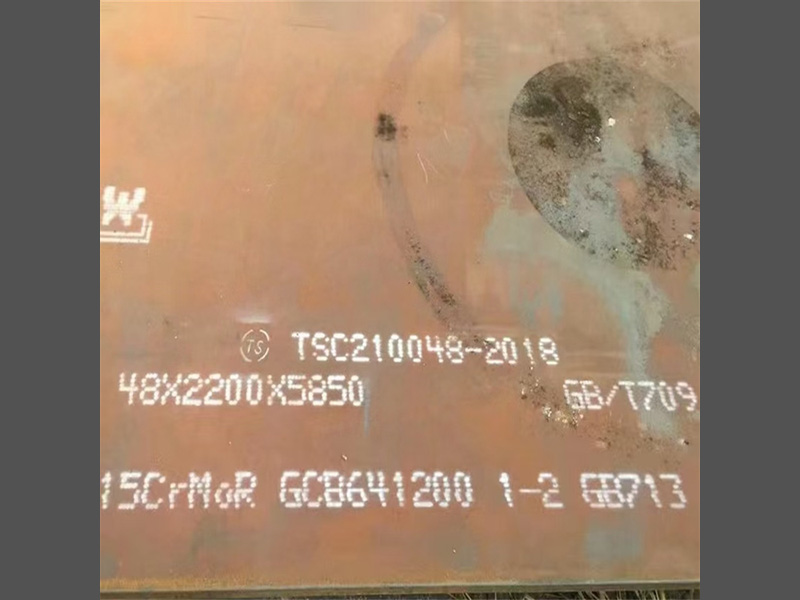 W
TS TSC210048-2018
48X2200X5850 GB/T709
15CrMoR GCB641200 1-2 GB713